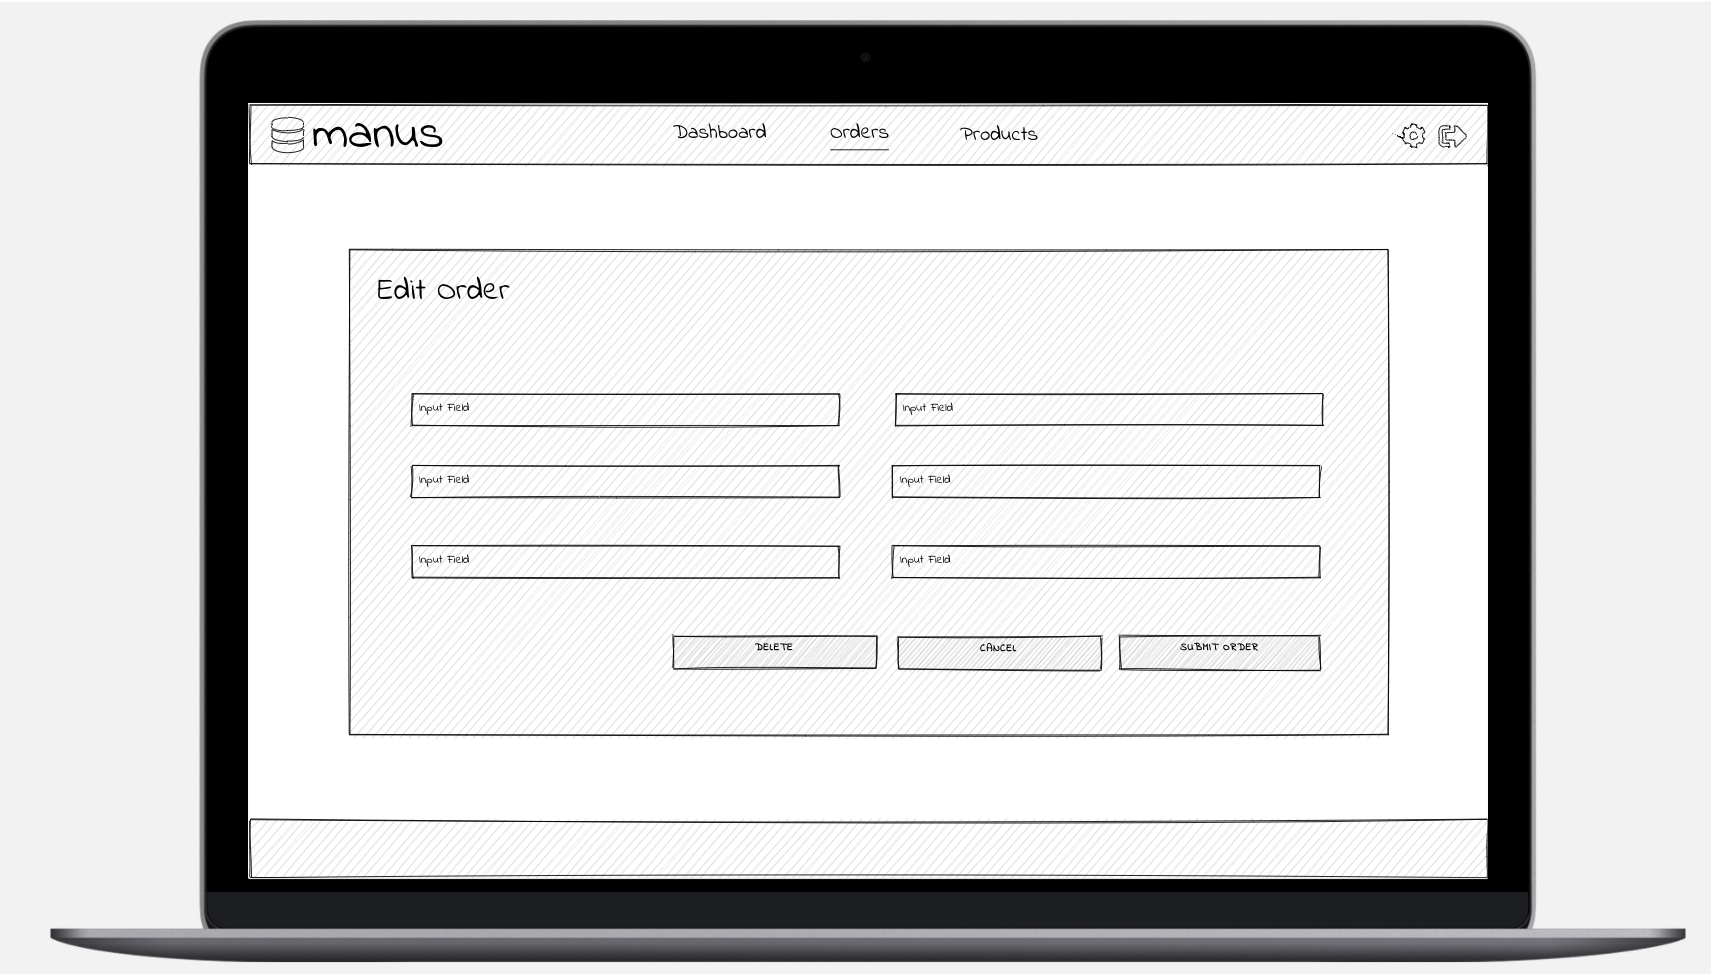 manus
Dashboard
Orders
Products
Edit Order
Input Field
Input Field
Input Field
Input Field
Input Field
Input Field
DELETE
CANCEL
SUBMIT ORDER